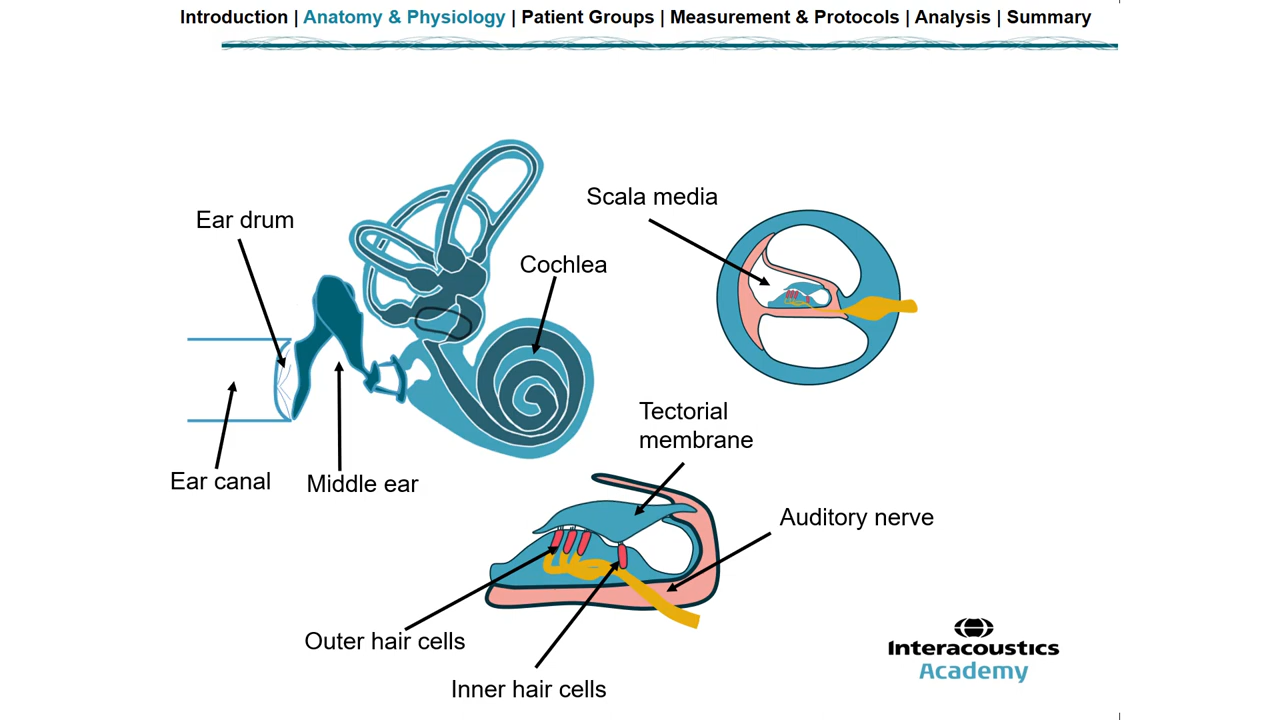 Introduction | Anatomy & Physiology | Patient Groups | Measurement & Protocols | Analysis | Summary
Scala media
Ear drum
Cochlea
Tectorial
membrane
Ear canal
Middle ear
Auditory nerve
Outer hair cells
Inner hair cells
Interacoustics
Academy